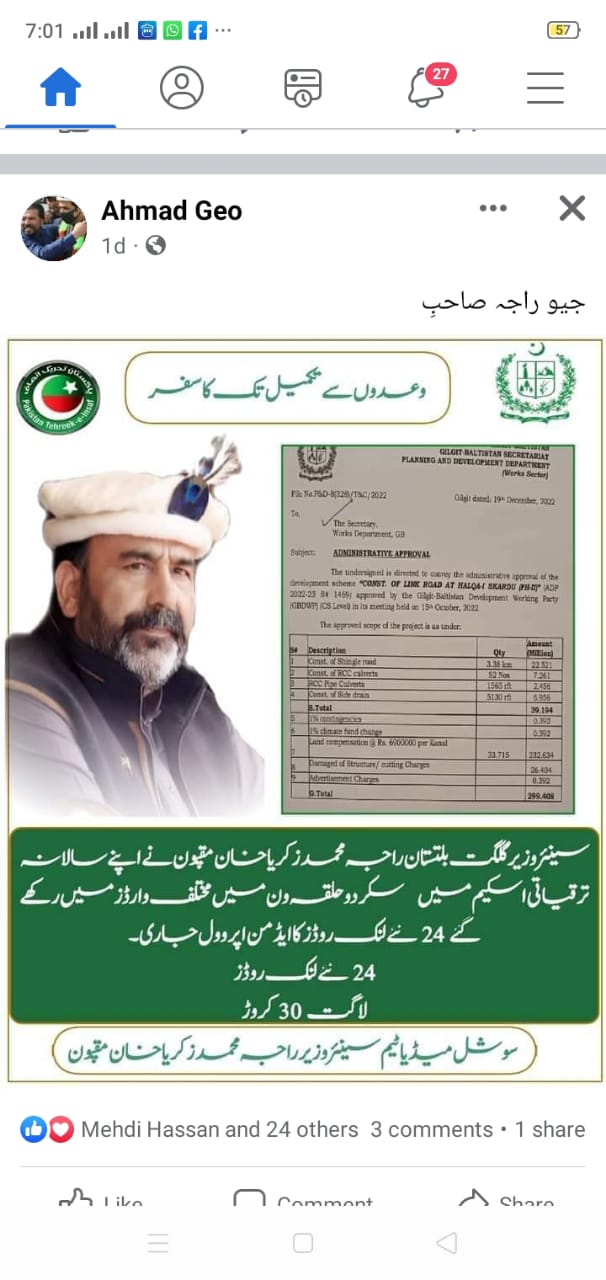 7:01
57
27
Ahmad Geo
1d ·
جیو راجہ صاحبِ
پاکستان تحریک انصاف
Pakistan Tehreek-e-Insaf
وعدوں سے تکمیل تک کا سفر
GILGIT-BALTISTAN SECRETARIAT
PLANNING AND DEVELOPMENT DEPARTMENT
(Works Sector)
File No.P&D-8(328)/T&C/2022
Gilgit dated: 19th December, 2022
To,
The Secretary,
Works Department, GB
Subject: ADMINISTRATIVE APPROVAL
The undersigned is directed to convey the administrative approval of the
development scheme "CONST. OF LINK ROAD AT HALQA-I SKARDU (PH-II)" (ADP
2022-23 S# 1469) approved by the Gilgit-Baltistan Development Working Party
(GBDWP) (CS Level) in its meeting held on 15th October, 2022.
The approved scope of the project is as under:
S# Description Qty Amount (Million)
1 Const. of Shingle road 3.38 km 22.521
2 Const. of RCC culverts 52 Nos 7.261
3 RCC Pipe Culverts 1565 rft 2.456
4 Const. of Side drain 5130 rft 6.956
S.Total 39.194
5 1% contingencies 0.392
6 1% climate fund change 0.392
7 Land compensation @ Rs. 6900000 per Kanal 33.715 232.634
8 Damaged of Structure/ cutting Charges 26.404
9 Advertisement Charges 0.392
G.Total 299.408
سینئر وزیر گلگت بلتستان راجہ محمد زکریا خان مقپون نے اپنے سالانہ
ترقیاتی اسکیم میں سکردو حلقہ ون میں مختلف وارڈز میں رکھے
گئے 24 نئے لنک روڈز کا ایڈمن اپروول جاری۔
24 نئے لنک روڈز
لاگت 30 کروڑ
سوشل میڈیا ٹیم سینئر وزیر راجہ محمد زکریا خان مقپون
Mehdi Hassan and 24 others 3 comments • 1 share
Like Comment Share